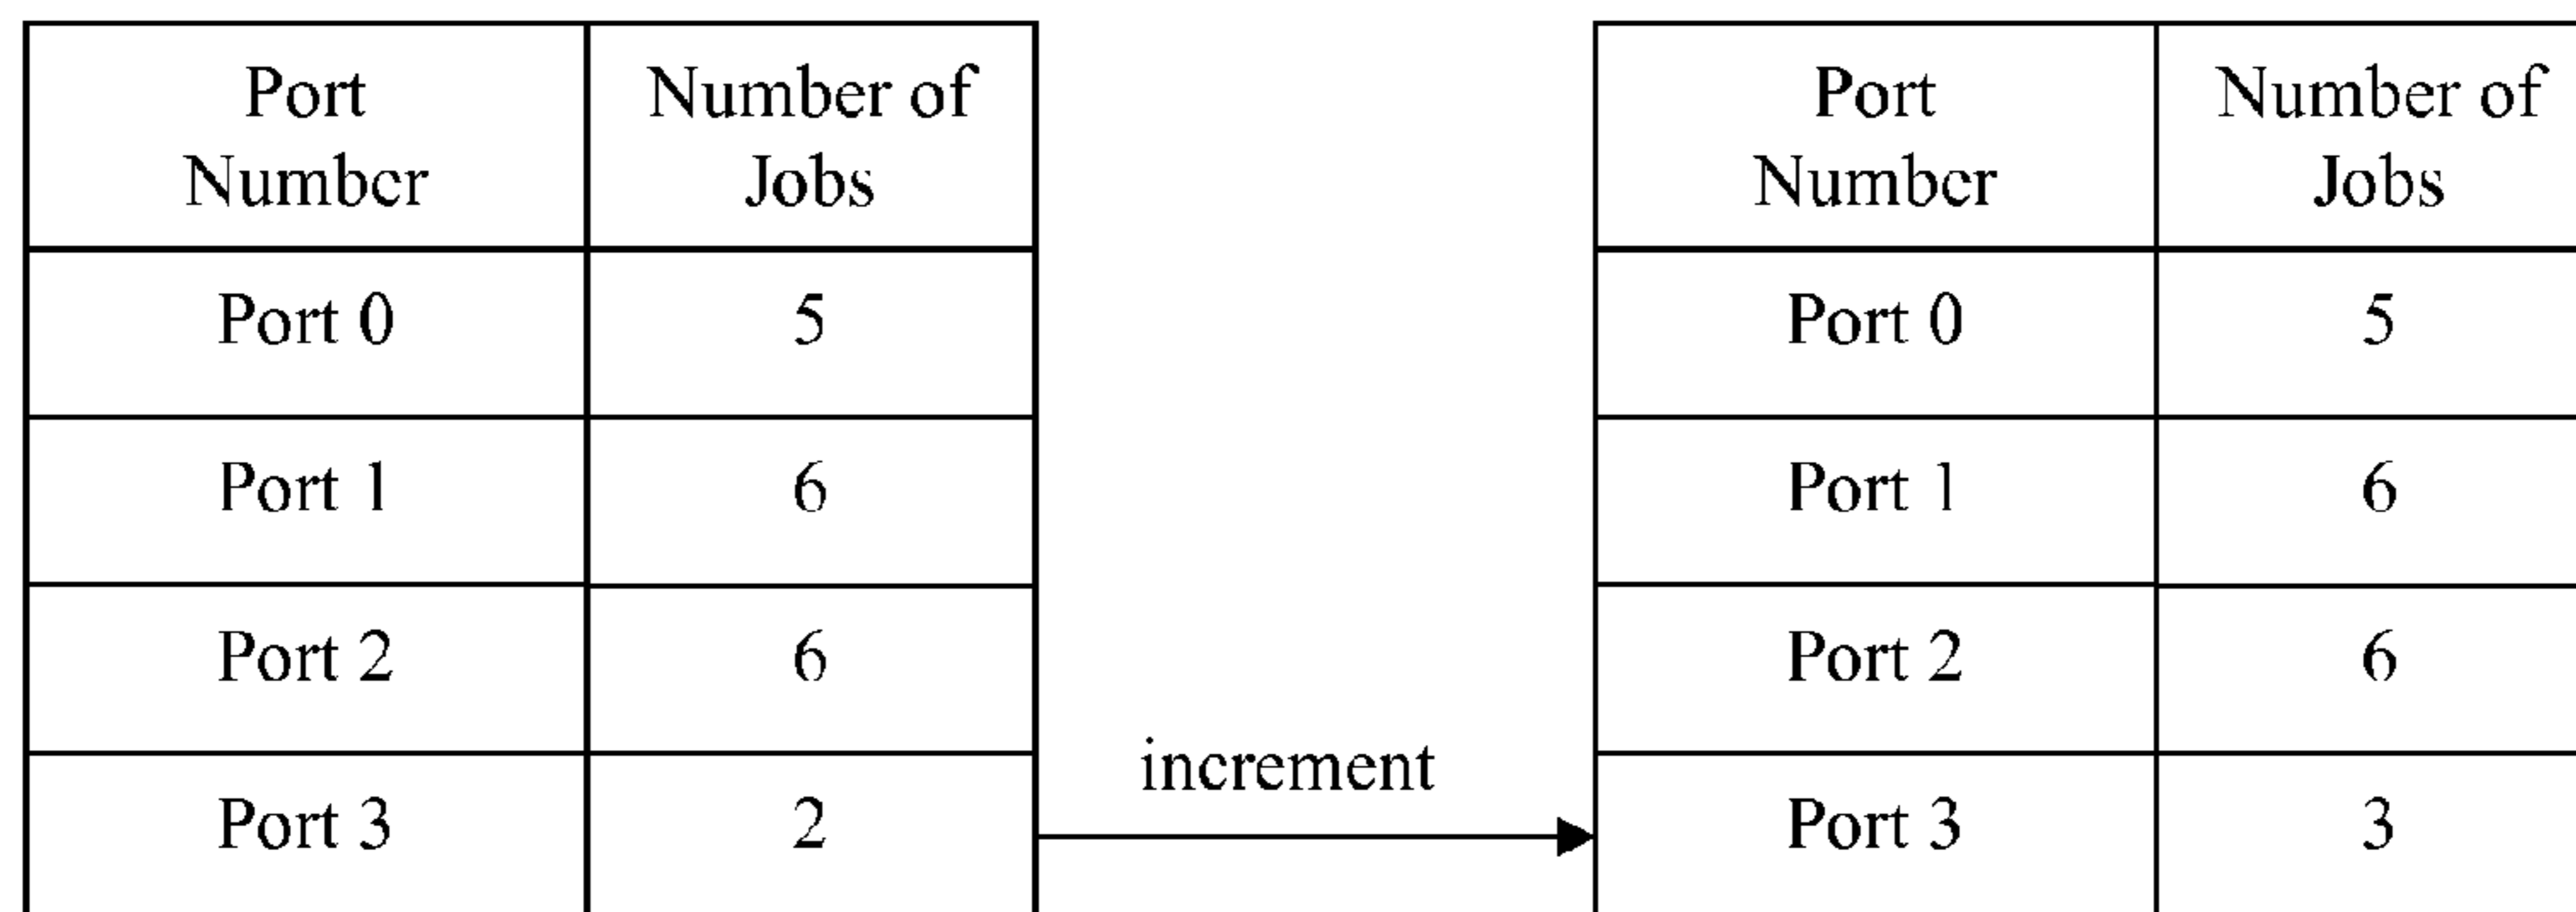 Port Number
Number of Jobs
Port 0 5
Port 1 6
Port 2 6
Port 3 2
increment
Port Number
Number of Jobs
Port 0 5
Port 1 6
Port 2 6
Port 3 3